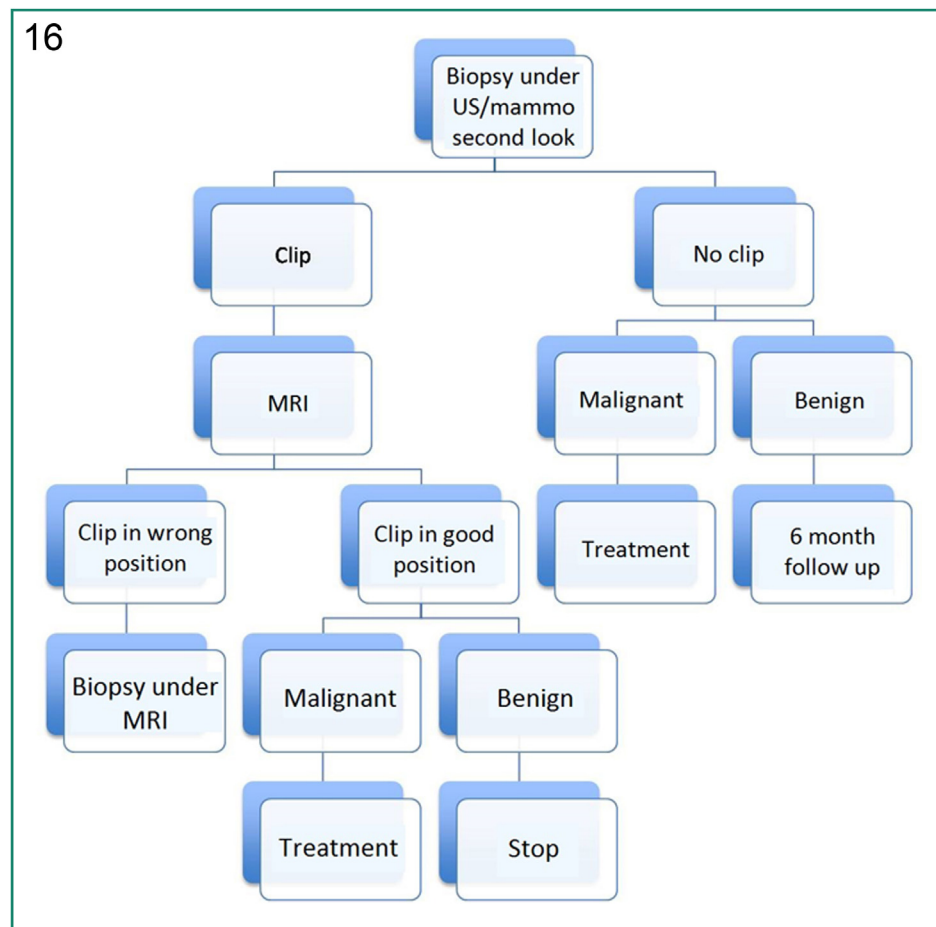 16
Biopsy under
US/mammo
second look
Clip
No clip
MRI
Malignant
Benign
Clip in wrong
position
Clip in good
position
Treatment
6 month
follow up
Biopsy under
MRI
Malignant
Benign
Treatment
Stop